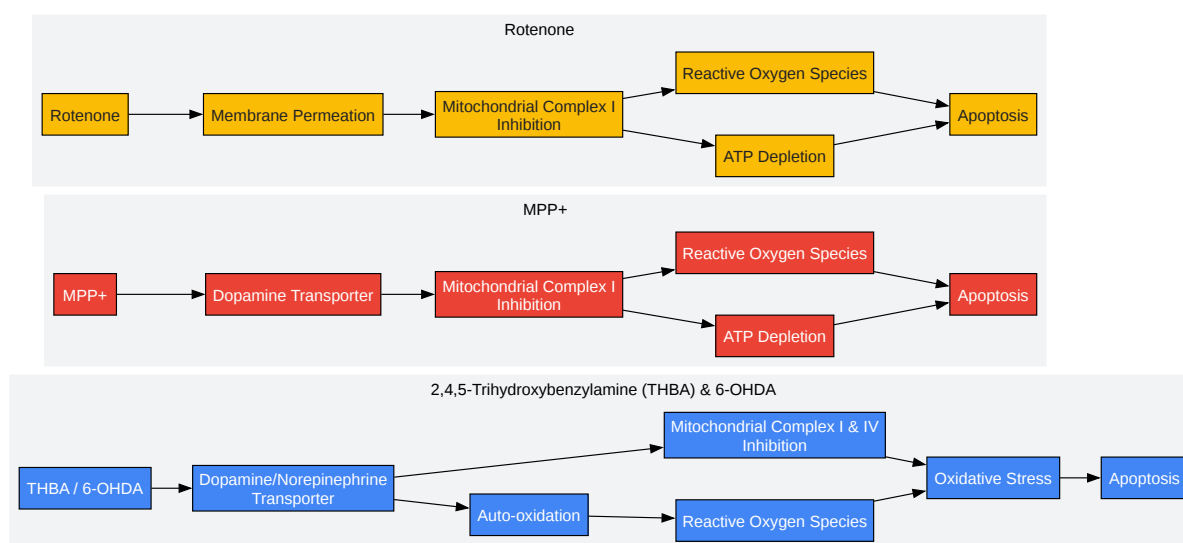 Rotenone
Rotenone
Membrane Permeation
Mitochondrial Complex I
Inhibition
Reactive Oxygen Species
ATP Depletion
Apoptosis
MPP+
MPP+
Dopamine Transporter
Mitochondrial Complex I
Inhibition
Reactive Oxygen Species
ATP Depletion
Apoptosis
2,4,5-Trihydroxybenzylamine (THBA) & 6-OHDA
THBA / 6-OHDA
Dopamine/Norepinephrine
Transporter
Mitochondrial Complex I & IV
Inhibition
Auto-oxidation
Reactive Oxygen Species
Oxidative Stress
Apoptosis